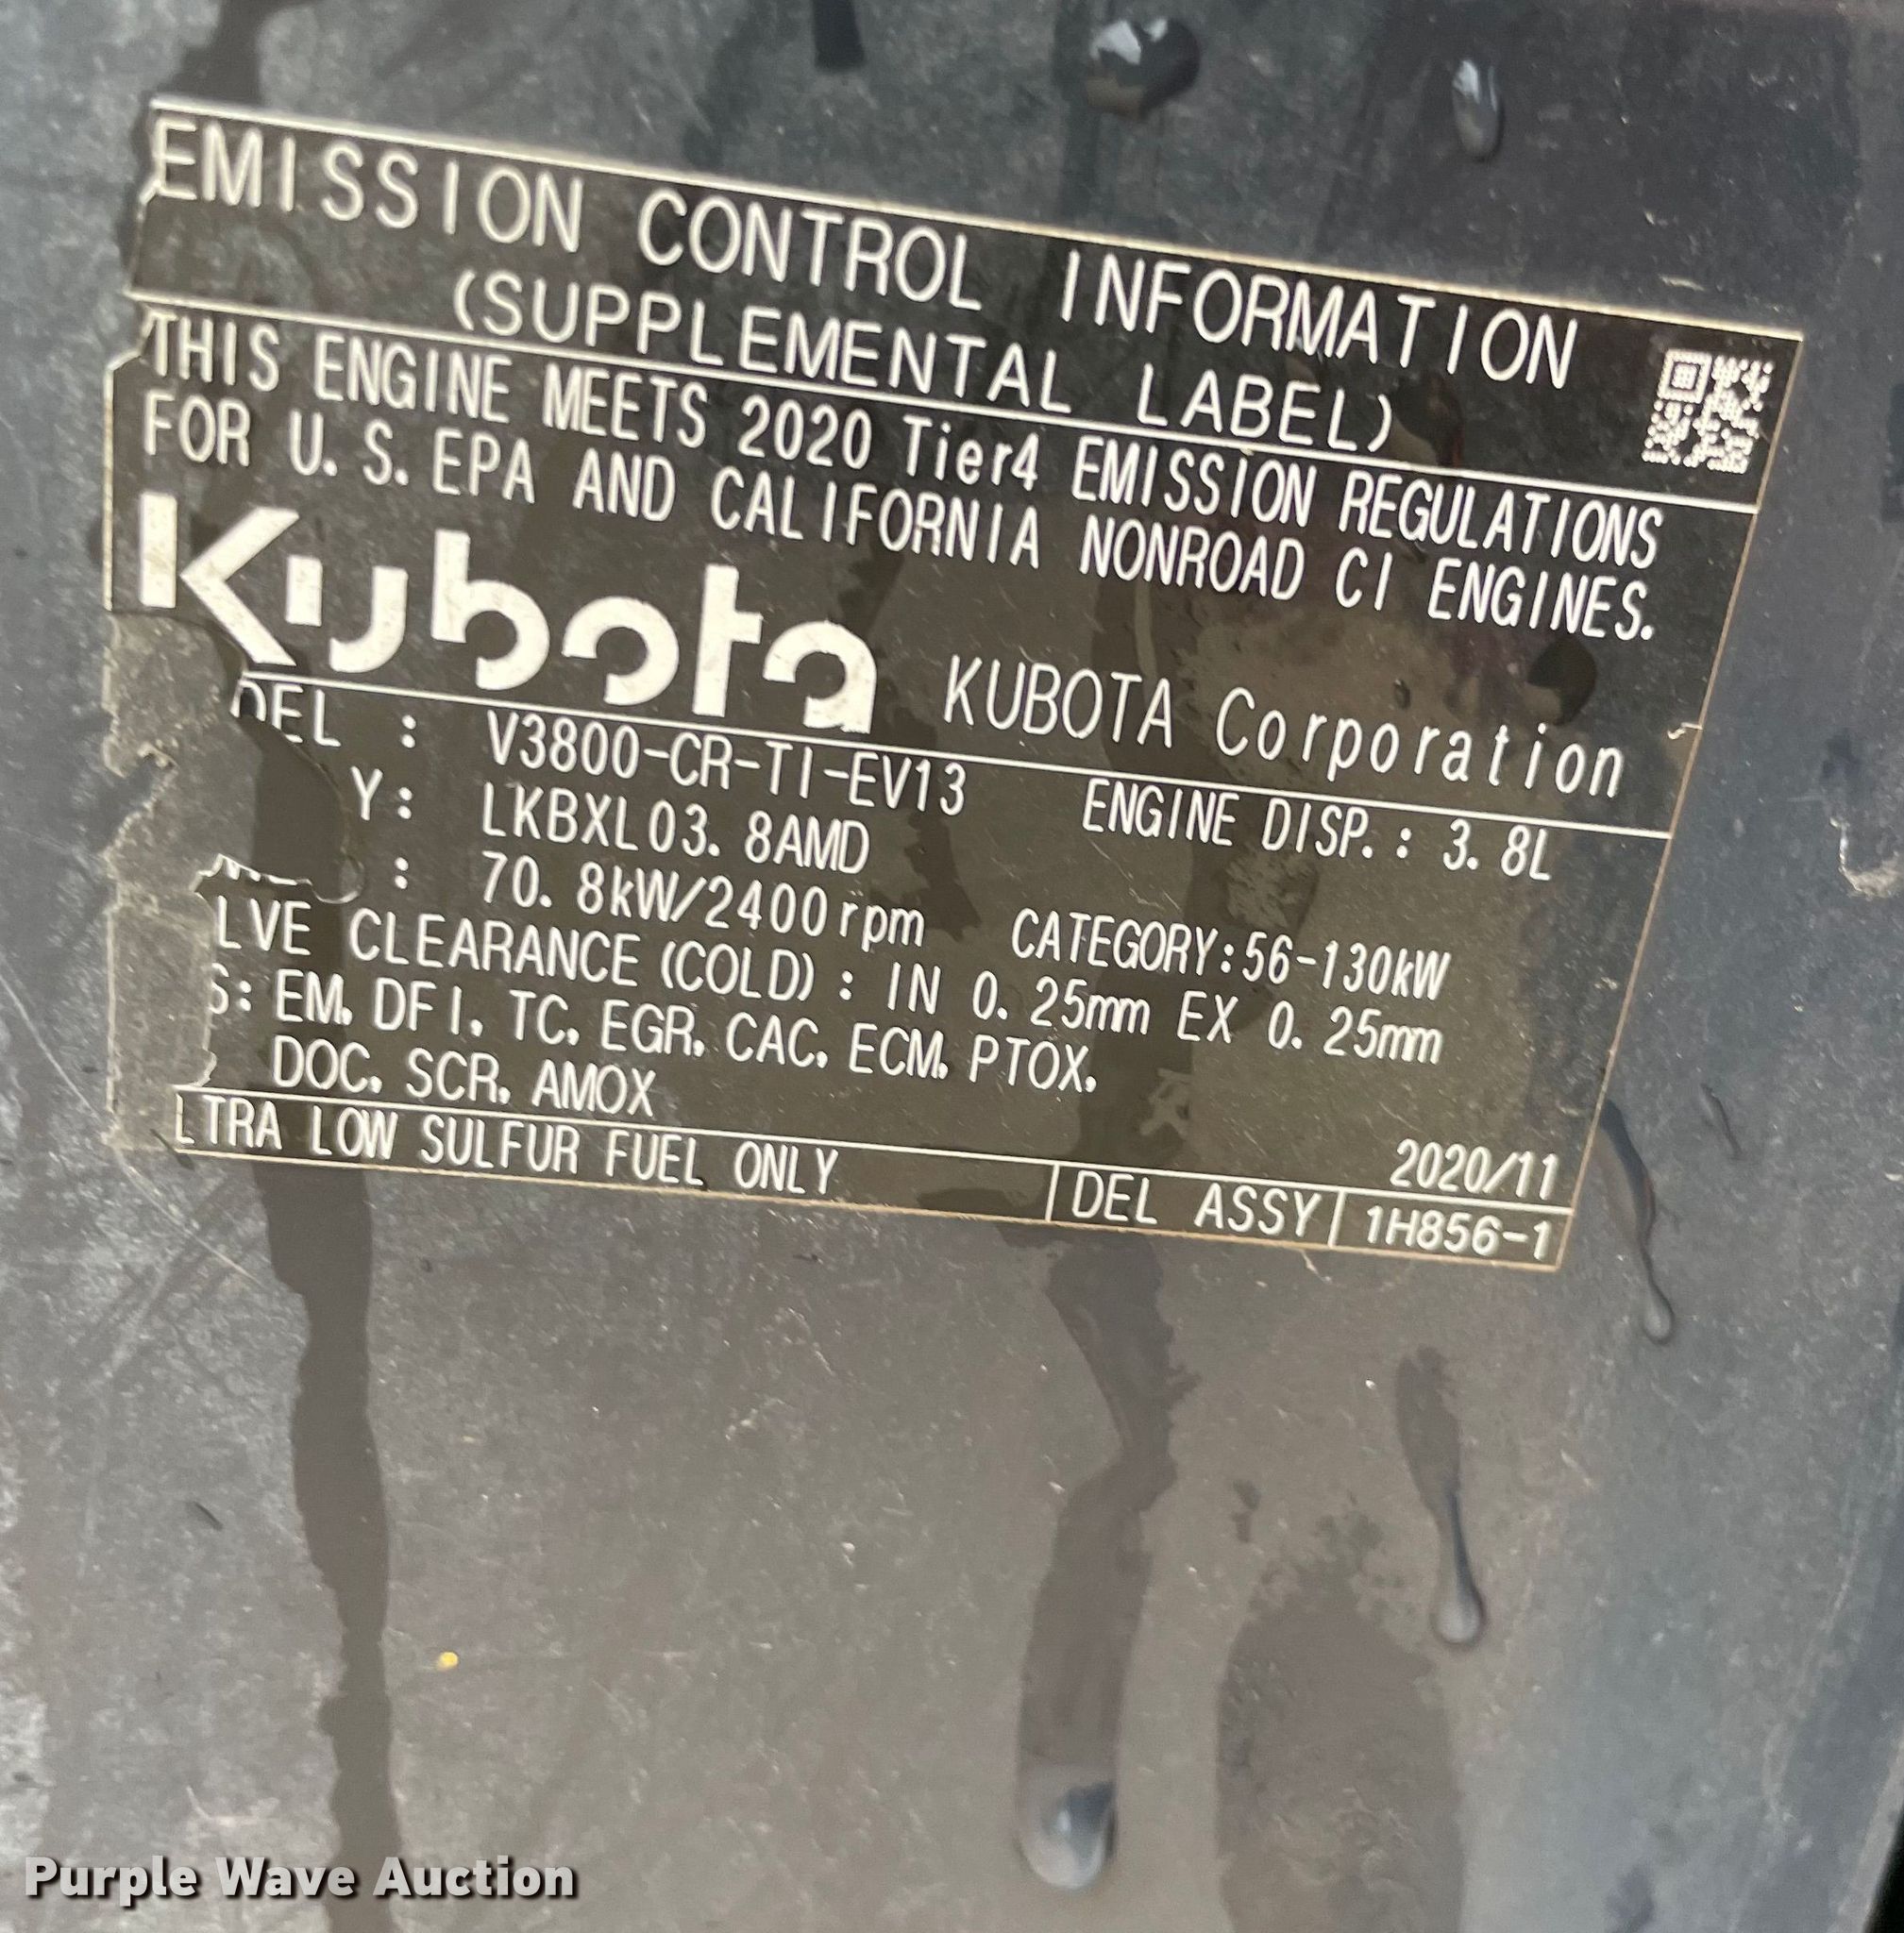 EMISSION CONTROL INFORMATION
(SUPPLEMENTAL LABEL)
THIS ENGINE MEETS 2020 Tier4 EMISSION REGULATIONS
FOR U.S.EPA AND CALIFORNIA NONROAD CI ENGINES.
Kubota KUBOTA Corporation
DEL : V3800-CR-TI-EV13 ENGINE DISP.: 3.8L
Y: LKBXL03.8AMD
: 70.8kW/2400rpm CATEGORY:56-130kW
LVE CLEARANCE(COLD): IN 0.25mm EX 0.25mm
S: EM. DFI. TC. EGR. CAC. ECM. PTOX.
DOC. SCR. AMOX
2020/11
LTRA LOW SULFUR FUEL ONLY DEL ASSY 1H856-1
Purple Wave Auction